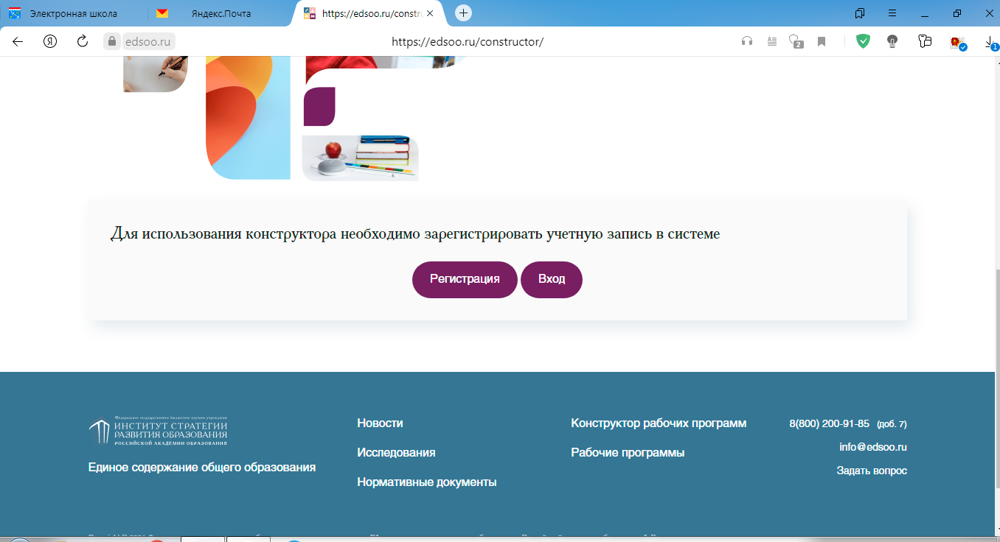 Электронная школа
Яндекс.Почта
https://edsoo.ru/constr
edsoo.ru
https://edsoo.ru/constructor/
2
1
Для использования конструктора необходимо зарегистрировать учетную запись в системе
Регистрация
Вход
Федеральное государственное бюджетное научное учреждение
ИНСТИТУТ СТРАТЕГИИ
РАЗВИТИЯ ОБРАЗОВАНИЯ
РОССИЙСКОЙ АКАДЕМИИ ОБРАЗОВАНИЯ
Единое содержание общего образования
Новости
Исследования
Нормативные документы
Конструктор рабочих программ
Рабочие программы
8(800) 200-91-85 (доб. 7)
info@edsoo.ru
Задать вопрос